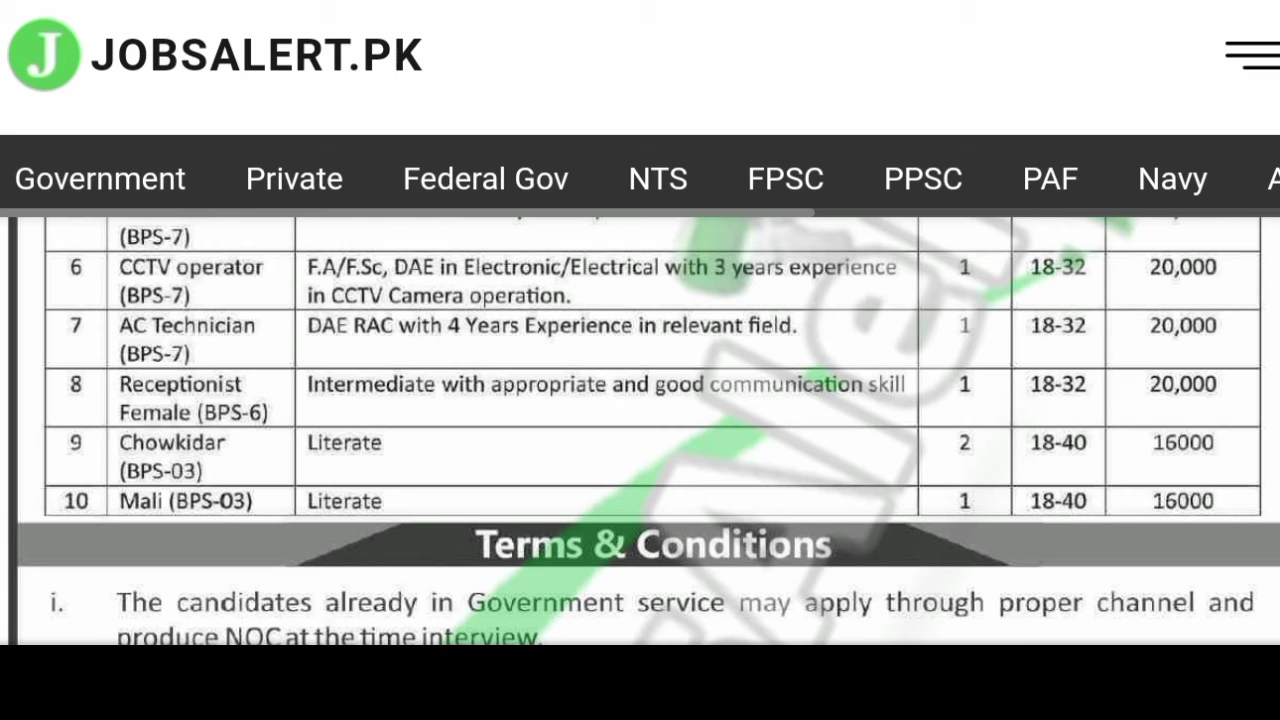 J JOBSALERT.PK
Government Private Federal Gov NTS FPSC PPSC PAF Navy A
(BPS-7)
6 CCTV operator F.A/F.Sc, DAE in Electronic/Electrical with 3 years experience 1 18-32 20,000
(BPS-7) in CCTV Camera operation.
7 AC Technician DAE RAC with 4 Years Experience in relevant field. 1 18-32 20,000
(BPS-7)
8 Receptionist Intermediate with appropriate and good communication skill 1 18-32 20,000
Female (BPS-6)
9 Chowkidar Literate 2 18-40 16000
(BPS-03)
10 Mali (BPS-03) Literate 1 18-40 16000
Terms & Conditions
i. The candidates already in Government service may apply through proper channel and
produce NOC at the time interview.